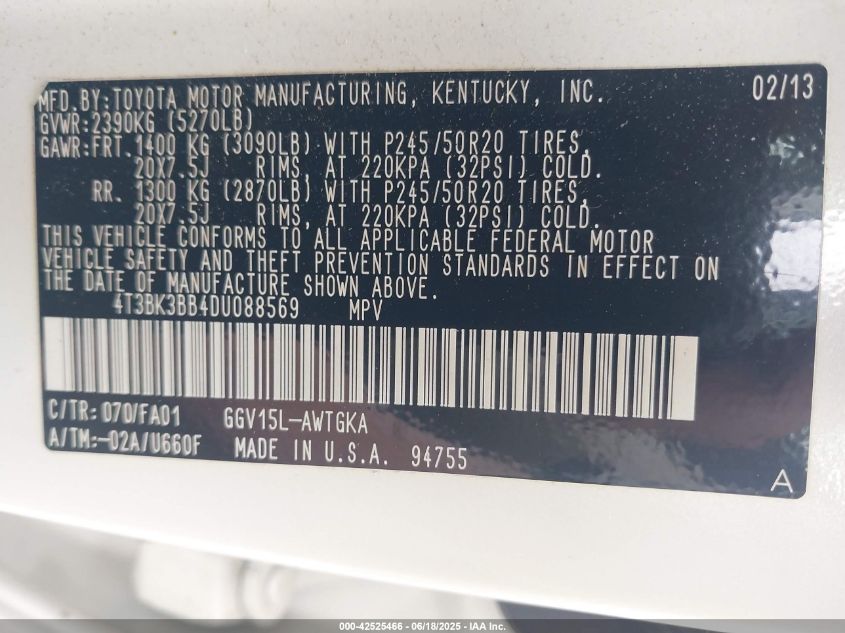 MFD.BY:TOYOTA MOTOR MANUFACTURING, KENTUCKY, INC. 02/13
GVWR:2390KG (5270LB)
GAWR:FRT. 1400 KG (3090LB) WITH P245/50R20 TIRES,
20X7.5J RIMS, AT 220KPA (32PSI) COLD.
RR. 1300 KG (2870LB) WITH P245/50R20 TIRES,
20X7.5J RIMS, AT 220KPA (32PSI) COLD.
THIS VEHICLE CONFORMS TO ALL APPLICABLE FEDERAL MOTOR
VEHICLE SAFETY AND THEFT PREVENTION STANDARDS IN EFFECT ON
THE DATE OF MANUFACTURE SHOWN ABOVE.
4T3BK3BB4DU088569 MPV
C/TR: 070/FA01 GGV15L-AWTGKA
A/TM:-02A/U660F MADE IN U.S.A. 94755
A
000-42525466 - 06/18/2025 - IAA Inc.